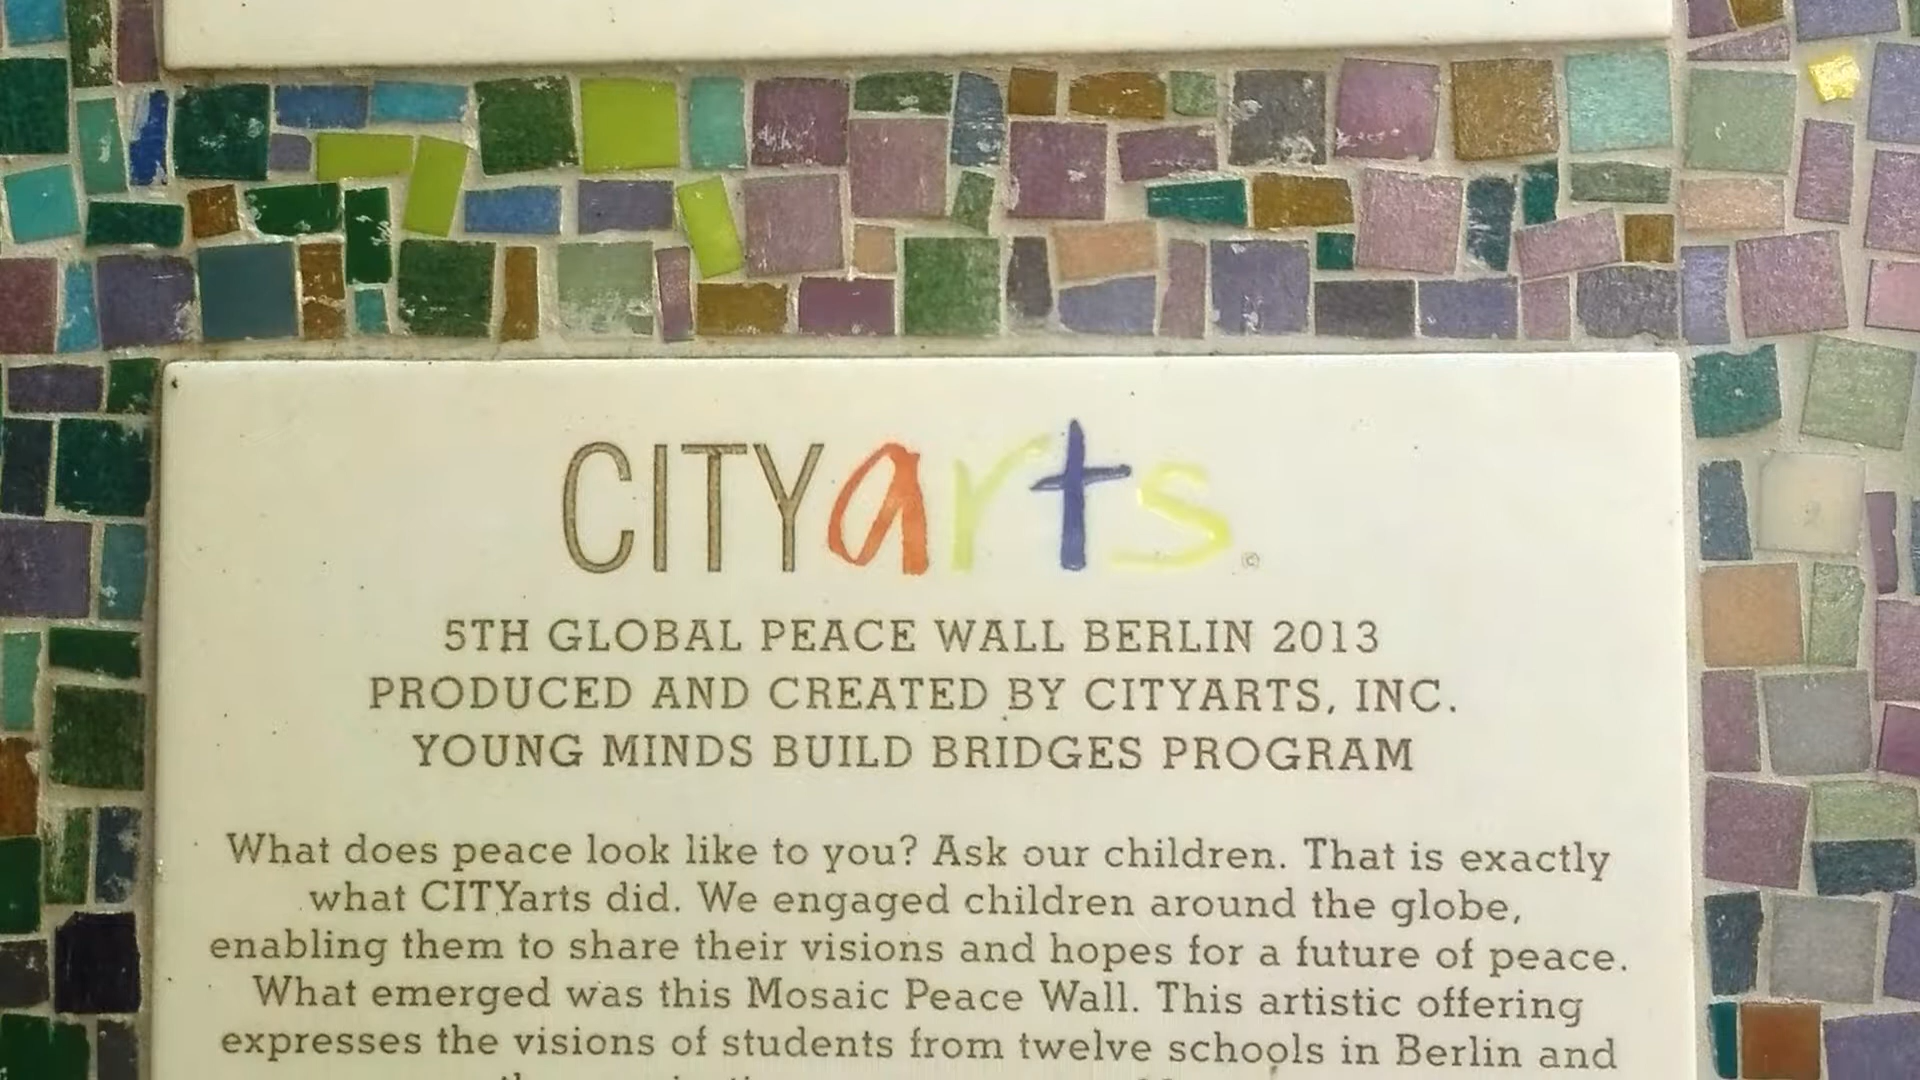 CITYarts ©
5TH GLOBAL PEACE WALL BERLIN 2013
PRODUCED AND CREATED BY CITYARTS, INC.
YOUNG MINDS BUILD BRIDGES PROGRAM
What does peace look like to you? Ask our children. That is exactly
what CITYarts did. We engaged children around the globe,
enabling them to share their visions and hopes for a future of peace.
What emerged was this Mosaic Peace Wall. This artistic offering
expresses the visions of students from twelve schools in Berlin and